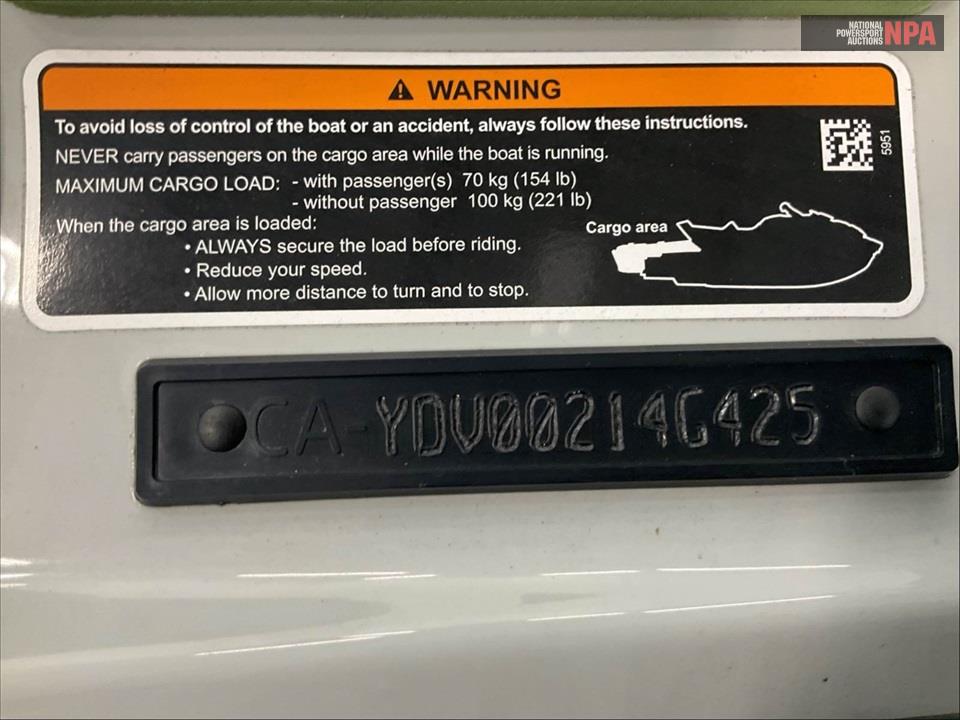 NATIONAL
POWERSPORT
AUCTIONS
NPA
WARNING
To avoid loss of control of the boat or an accident, always follow these instructions.
NEVER carry passengers on the cargo area while the boat is running.
MAXIMUM CARGO LOAD: - with passenger(s) 70 kg (154 lb)
- without passenger 100 kg (221 lb)
When the cargo area is loaded:
• ALWAYS secure the load before riding.
• Reduce your speed.
• Allow more distance to turn and to stop.
Cargo area
5951
CA-YDV00214G425